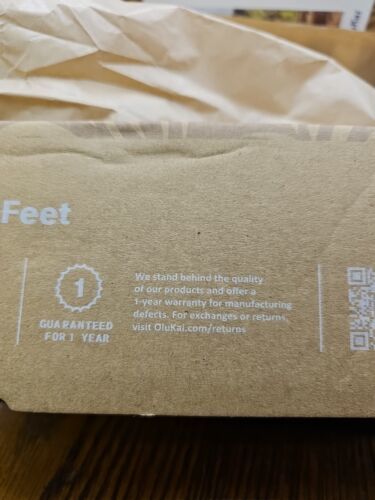 Feet
1
GUARANTEED
FOR 1 YEAR
We stand behind the quality
of our products and offer a
1-year warranty for manufacturing
defects. For exchanges or returns,
visit OluKai.com/returns